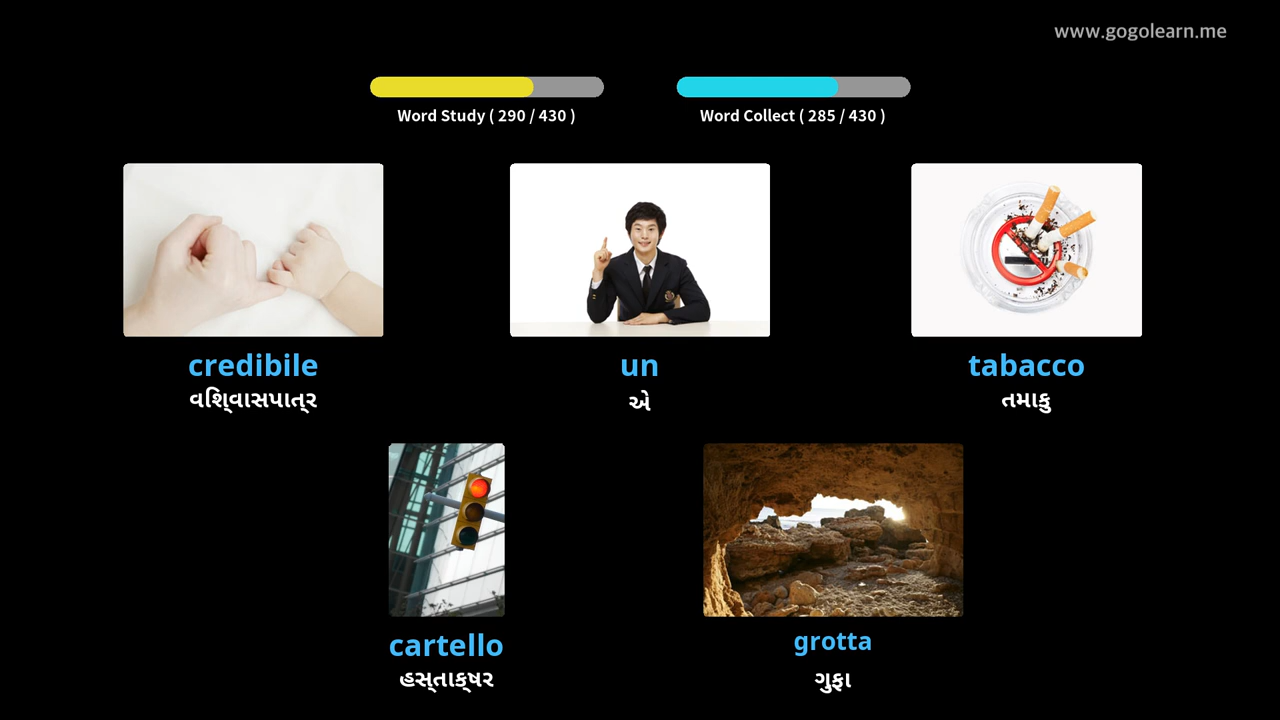 www.gogolearn.me
Word Study ( 290 / 430 )
Word Collect ( 285 / 430 )
credibile
વિશ્વાસપાત્ર
un
એ
tabacco
તમાકુ
cartello
હસ્તાક્ષર
grotta
ગુફા